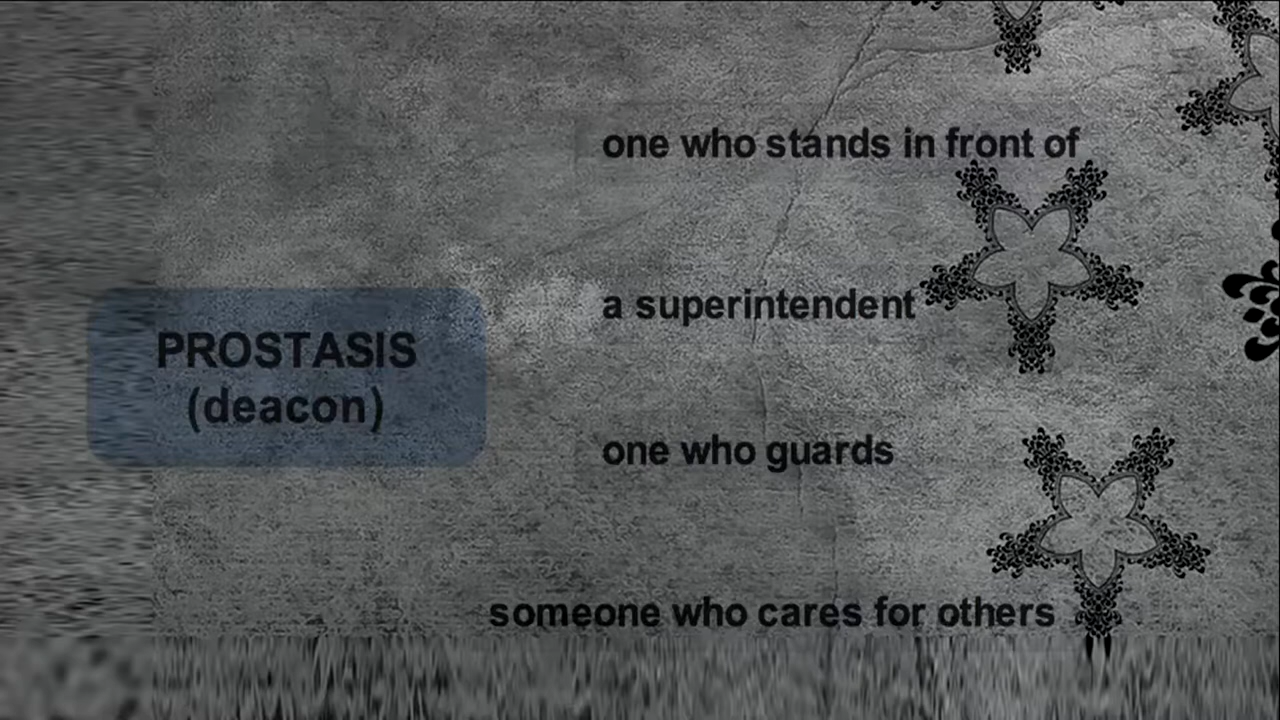 one who stands in front of
a superintendent
PROSTASIS
(deacon)
one who guards
someone who cares for others